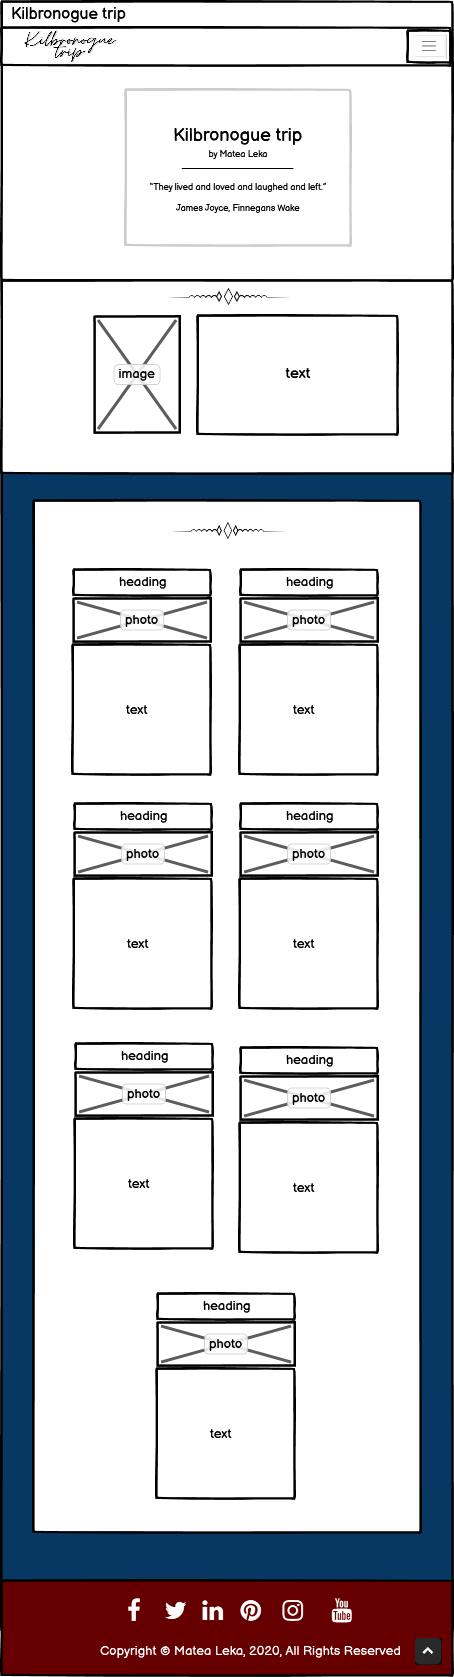 Kilbronogue trip
Kilbronogue
trip
Kilbronogue trip
by Matea Leka
"They lived and loved and laughed and left."
James Joyce, Finnegans Wake
image
text
heading
heading
photo
photo
text
text
heading
heading
photo
photo
text
text
heading
heading
photo
photo
text
text
heading
photo
text
You
Tube
Copyright © Matea Leka, 2020, All Rights Reserved